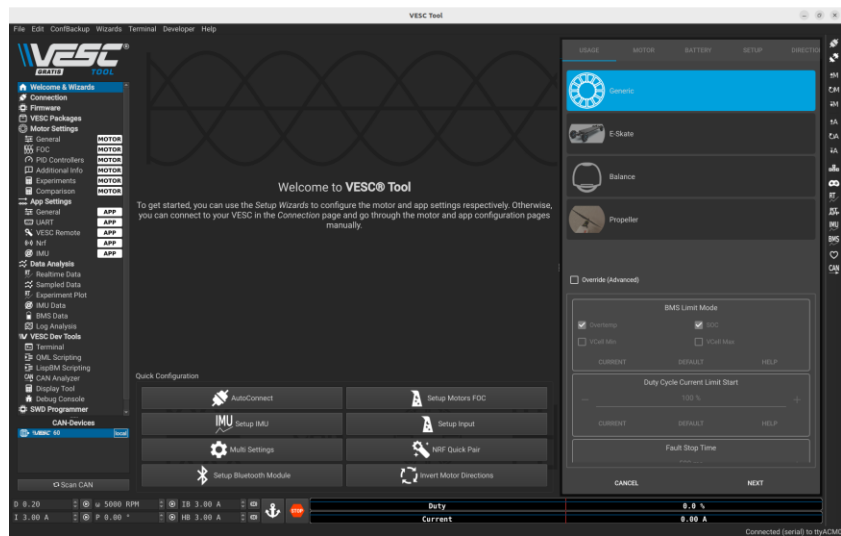 VESC Tool
File Edit ConfBackup Wizards Terminal Developer Help
VESC®
GRATIS TOOL
Welcome & Wizards
Connection
Firmware
VESC Packages
Motor Settings
General MOTOR
FOC MOTOR
PID Controllers MOTOR
Additional Info MOTOR
Experiments MOTOR
Comparison MOTOR
App Settings
General APP
UART APP
VESC Remote APP
Nrf APP
IMU APP
Data Analysis
Realtime Data
Sampled Data
Experiment Plot
IMU Data
BMS Data
Log Analysis
VESC Dev Tools
Terminal
QML Scripting
LispBM Scripting
CAN Analyzer
Display Tool
Debug Console
SWD Programmer
CAN-Devices
VESC 60 local
Scan CAN
Welcome to VESC® Tool
To get started, you can use the Setup Wizards to configure the motor and app settings respectively. Otherwise,
you can connect to your VESC in the Connection page and go through the motor and app configuration pages
manually.
Quick Configuration
AutoConnect
Setup Motors FOC
IMU Setup IMU
Setup Input
Multi Settings
NRF Quick Pair
Setup Bluetooth Module
Invert Motor Directions
USAGE MOTOR BATTERY SETUP DIRECTION
Generic
E-Skate
Balance
Propeller
Override (Advanced)
BMS Limit Mode
Overtemp SOC
VCell Min VCell Max
CURRENT DEFAULT HELP
Duty Cycle Current Limit Start
− 100 % +
CURRENT DEFAULT HELP
Fault Stop Time
CANCEL NEXT
RT
IMU
BMS
CAN
D 0.20 ω 5000 RPM IB 3.00 A
I 3.00 A P 0.00 ° HB 3.00 A
STOP
Duty 0.0 %
Current 0.00 A
Connected (serial) to ttyACM0